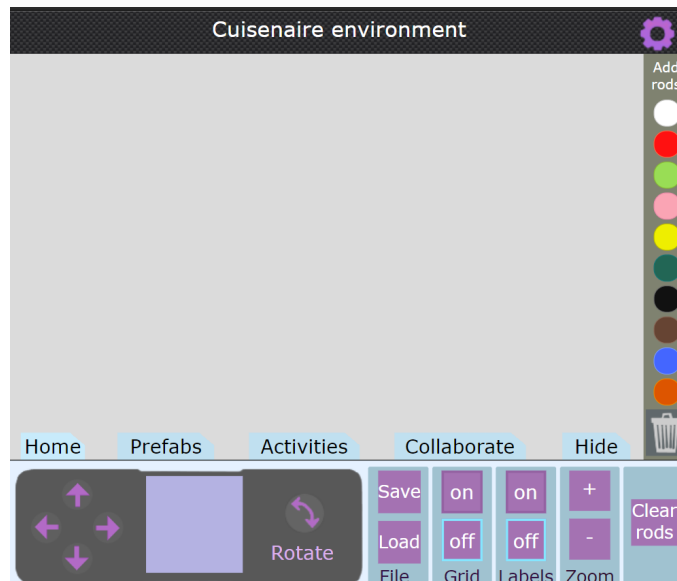 Cuisenaire environment
Add
rods
Home Prefabs Activities Collaborate Hide
Save on on +
Clear
rods
Load off off -
Rotate
File Grid Labels Zoom